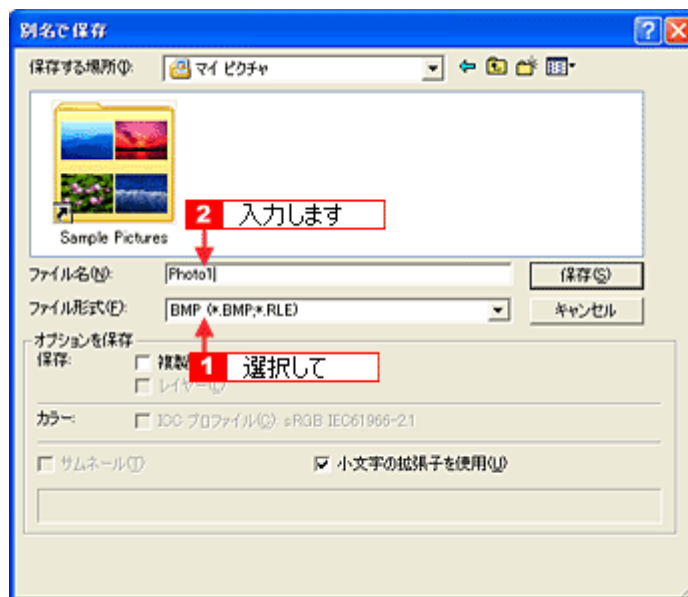 別名で保存
保存する場所(I): マイ ピクチャ
Sample Pictures
2 入力します
ファイル名(N): Photo1 保存(S)
ファイル形式(F): BMP (*.BMP;*.RLE) キャンセル
オプションを保存
保存: 複製
1 選択して
レイヤー(L)
カラー: ICC プロファイル(C): sRGB IEC61966-2.1
サムネール(T) 小文字の拡張子を使用(U)